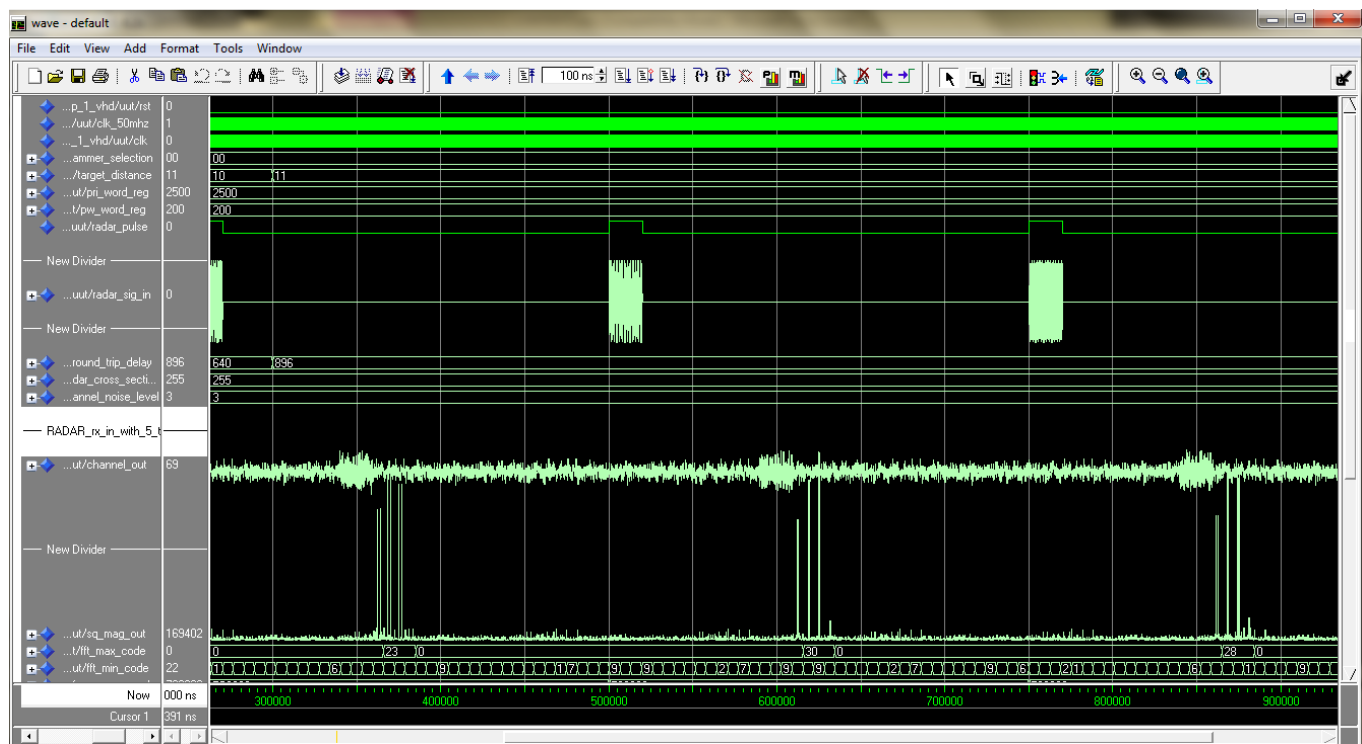 wave - default
File Edit View Add Format Tools Window
100 ns
...p_1_vhd/uut/rst 0
.../uut/clk_50mhz 1
..._1_vhd/uut/clk 0
...ammer_selection 00 00
.../target_distance 11 10 11
...ut/pri_word_reg 2500 2500
...t/pw_word_reg 200 200
...uut/radar_pulse 0
New Divider
...uut/radar_sig_in 0
New Divider
...round_trip_delay 896 640 896
...dar_cross_secti... 255 255
...annel_noise_level 3 3
RADAR_rx_in_with_5_t
...ut/channel_out 69
New Divider
...ut/sq_mag_out 169402
...t/fft_max_code 0 0 23 0 30 0 28 0
...ut/fft_min_code 22
Now 000 ns
300000 400000 500000 600000 700000 800000 900000
Cursor 1 391 ns